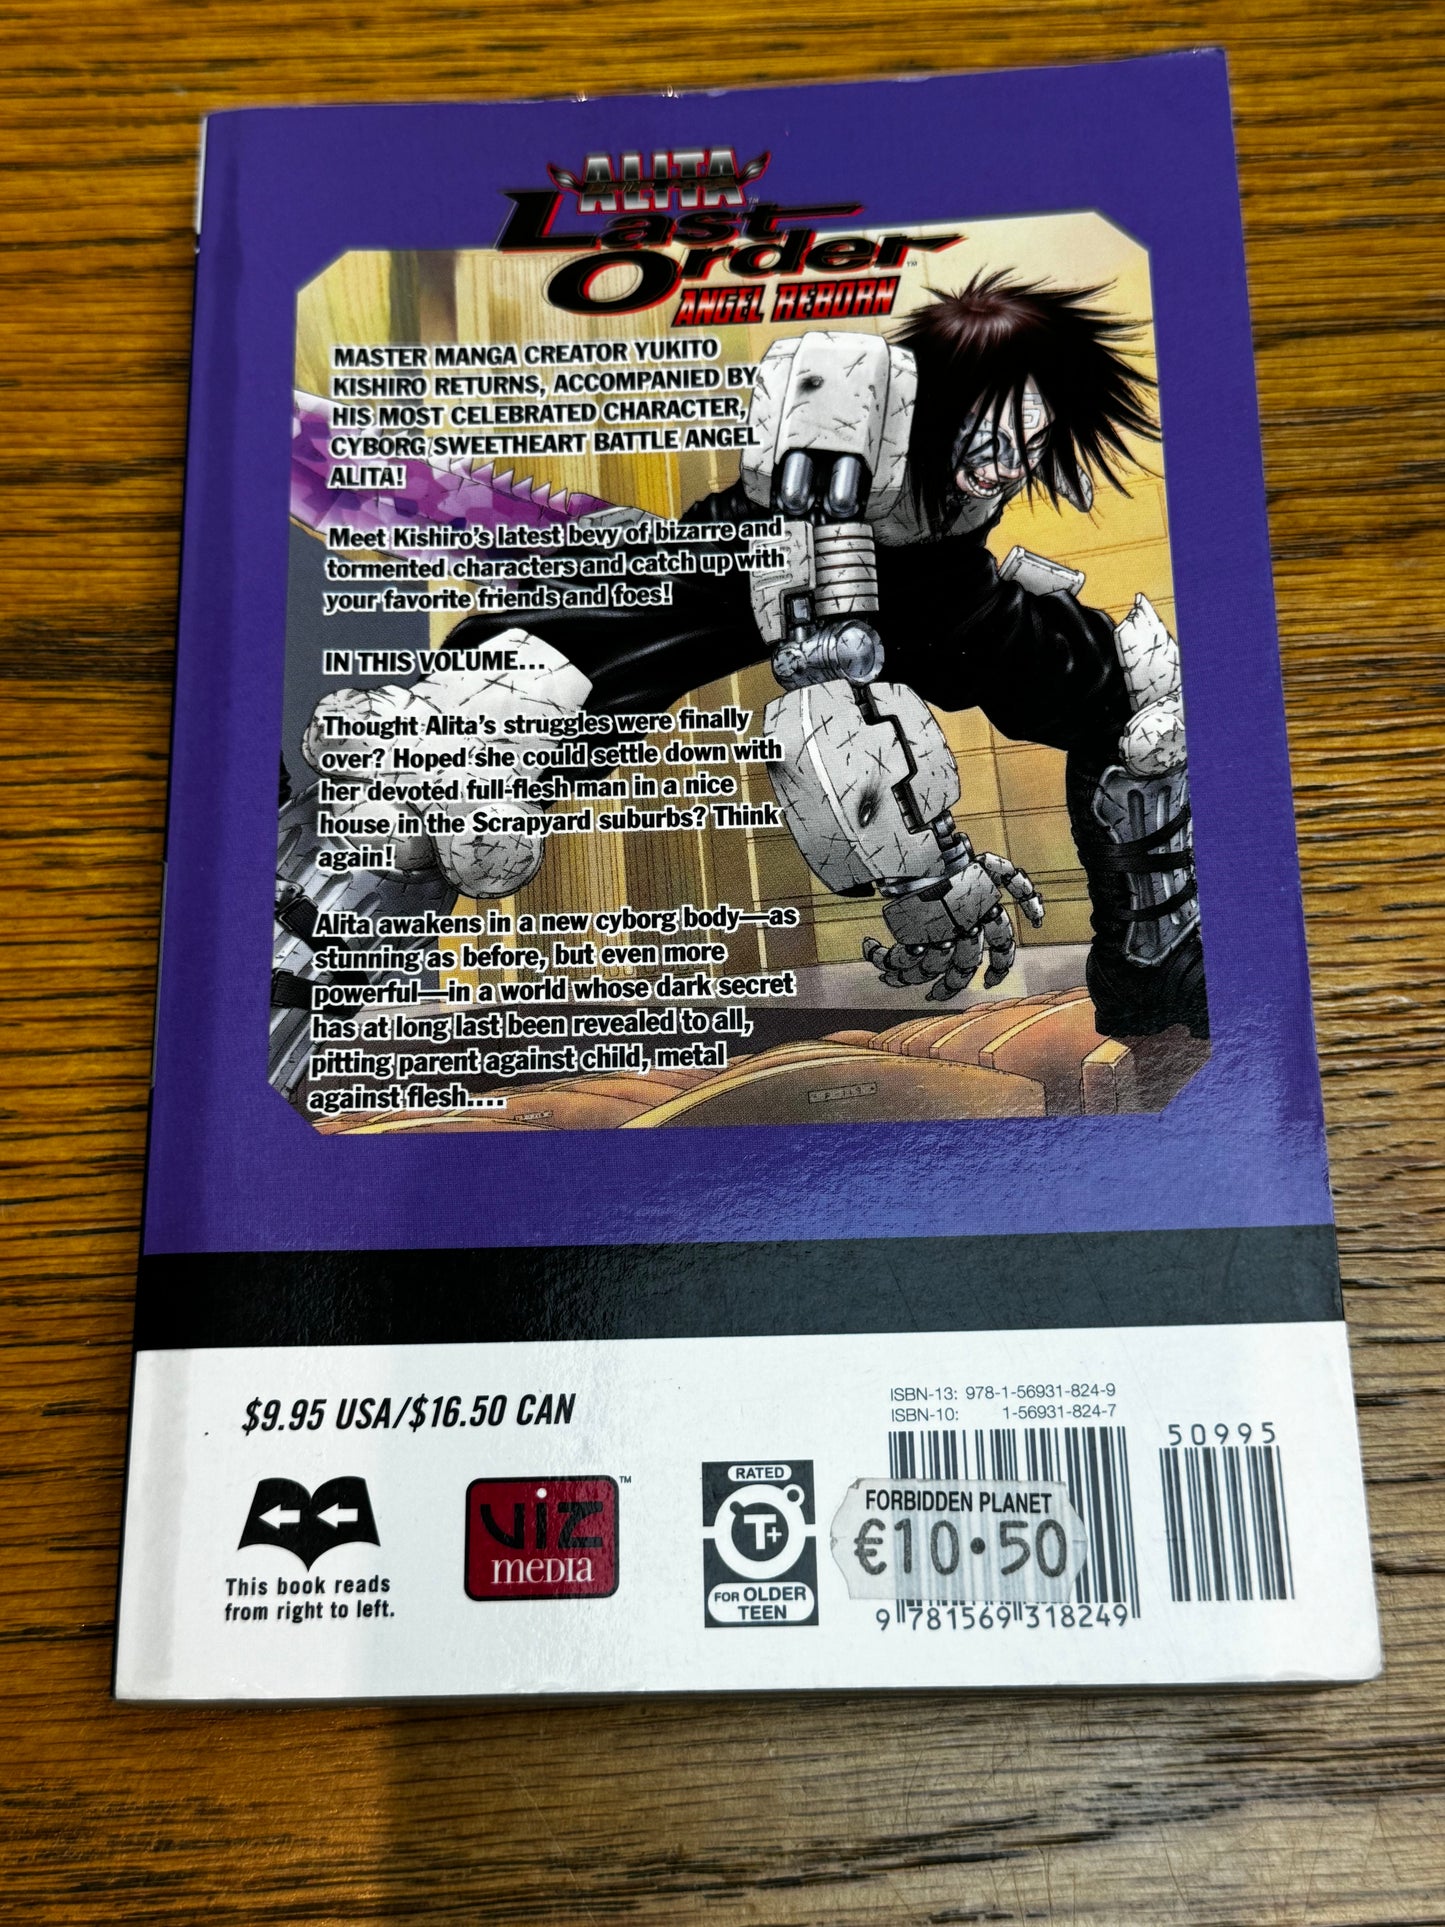 ALITA
Last
Order
ANGEL REBORN
MASTER MANGA CREATOR YUKITO
KISHIRO RETURNS, ACCOMPANIED BY
HIS MOST CELEBRATED CHARACTER,
CYBORG SWEETHEART BATTLE ANGEL
ALITA!
Meet Kishiro's latest bevy of bizarre and
tormented characters and catch up with
your favorite friends and foes!
IN THIS VOLUME...
Thought Alita's struggles were finally
over? Hoped she could settle down with
her devoted full-flesh man in a nice
house in the Scrapyard suburbs? Think
again!
Alita awakens in a new cyborg body—as
stunning as before, but even more
powerful—in a world whose dark secret
has at long last been revealed to all,
pitting parent against child, metal
against flesh....
$9.95 USA/$16.50 CAN
This book reads
from right to left.
VIZ
MEDIA
TM
RATED
T+
FOR OLDER
TEEN
ISBN-13: 978-1-56931-824-9
ISBN-10: 1-56931-824-7
50995
FORBIDDEN PLANET
€10.50
9 781569 318249